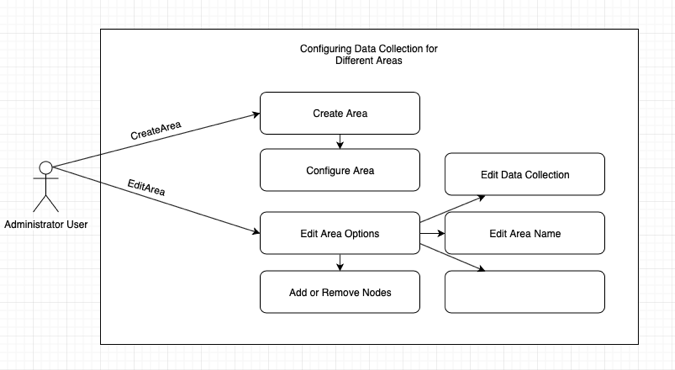 Configuring Data Collection for
Different Areas
Create Area
CreateArea
Configure Area
Edit Data Collection
EditArea
Administrator User
Edit Area Options
Edit Area Name
Add or Remove Nodes